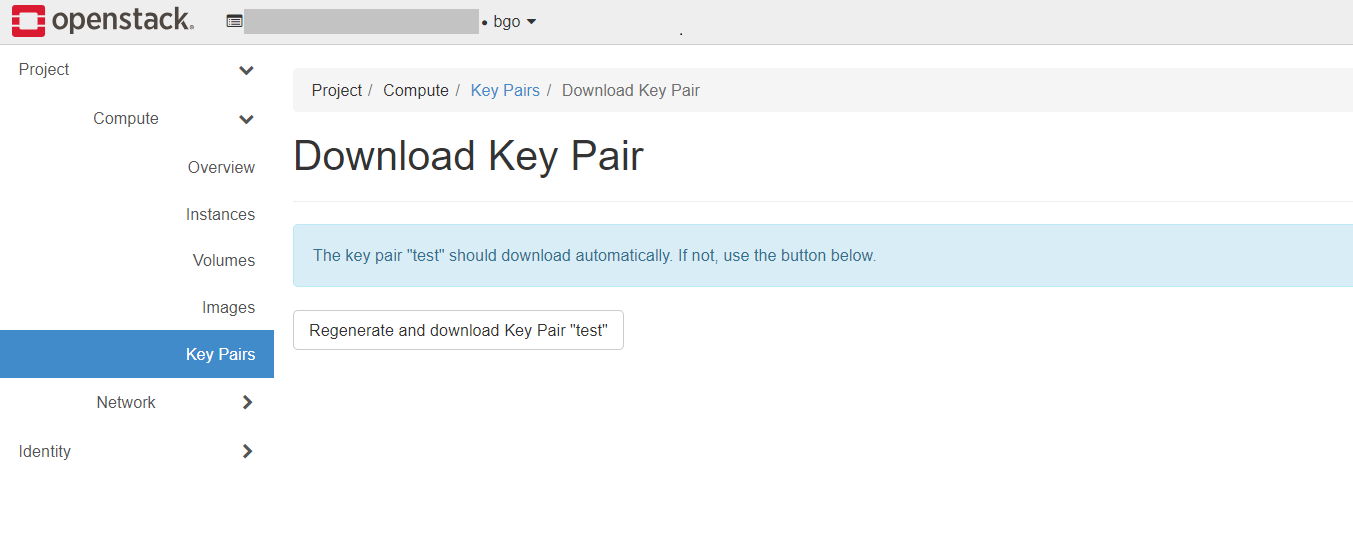 openstack.
• bgo
.
Project
Project / Compute / Key Pairs / Download Key Pair
Compute
Download Key Pair
Overview
Instances
The key pair "test" should download automatically. If not, use the button below.
Volumes
Images
Regenerate and download Key Pair "test"
Key Pairs
Network
Identity